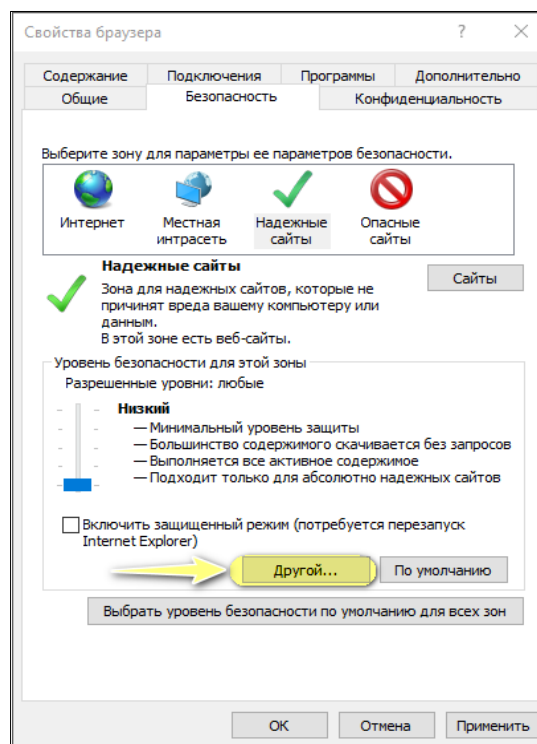 Свойства браузера
Содержание Подключения Программы Дополнительно
Общие Безопасность Конфиденциальность
Выберите зону для параметры ее параметров безопасности.
Интернет
Местная интрасеть
Надежные сайты
Опасные сайты
Надежные сайты
Сайты
Зона для надежных сайтов, которые не
причинят вреда вашему компьютеру или
данным.
В этой зоне есть веб-сайты.
Уровень безопасности для этой зоны
Разрешенные уровни: любые
Низкий
— Минимальный уровень защиты
— Большинство содержимого скачивается без запросов
— Выполняется все активное содержимое
— Подходит только для абсолютно надежных сайтов
Включить защищенный режим (потребуется перезапуск
Internet Explorer)
Другой... По умолчанию
Выбрать уровень безопасности по умолчанию для всех зон
ОК Отмена Применить